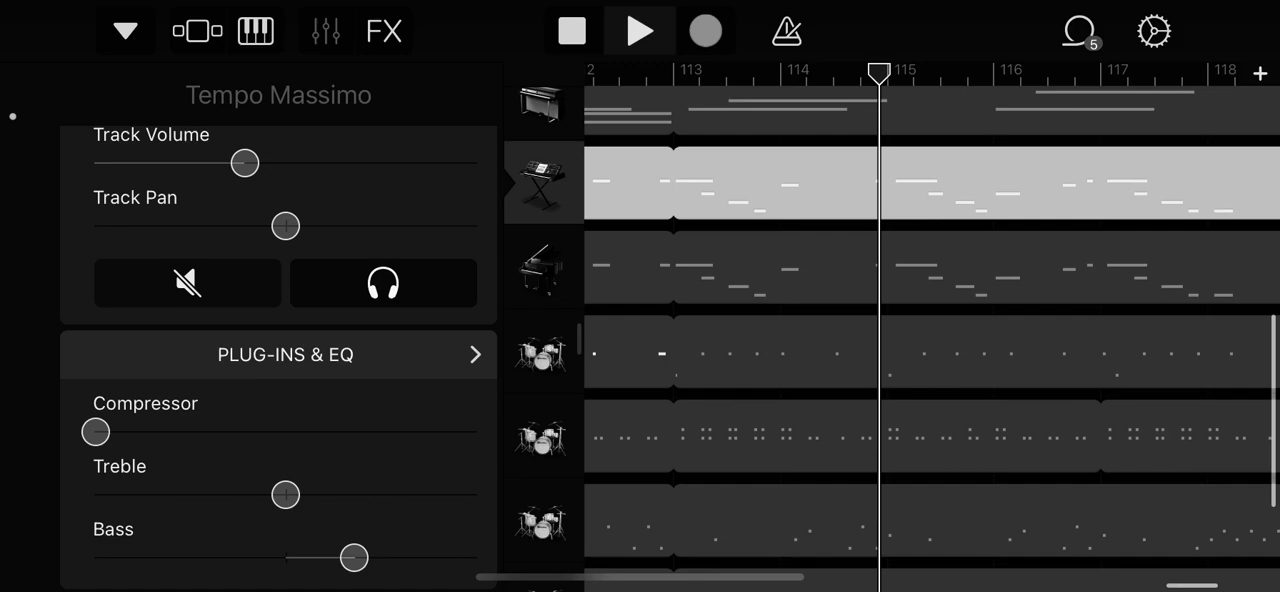 FX
5
2 113 114 115 116 117 118 +
Tempo Massimo
Track Volume
Track Pan
PLUG-INS & EQ
Compressor
Treble
Bass